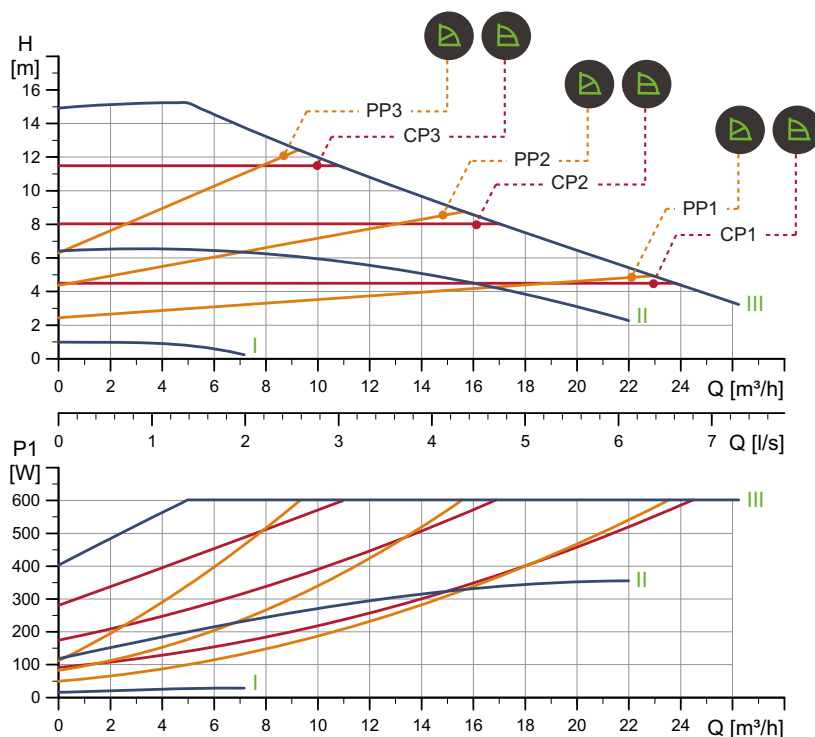 H
[m]
16
14
12
10
8
6
4
2
0
PP3
CP3
PP2
CP2
PP1
CP1
III
II
I
0 2 4 6 8 10 12 14 16 18 20 22 24 Q [m³/h]
0 1 2 3 4 5 6 7 Q [l/s]
P1
[W]
600
500
400
300
200
100
0
III
II
I
0 2 4 6 8 10 12 14 16 18 20 22 24 Q [m³/h]